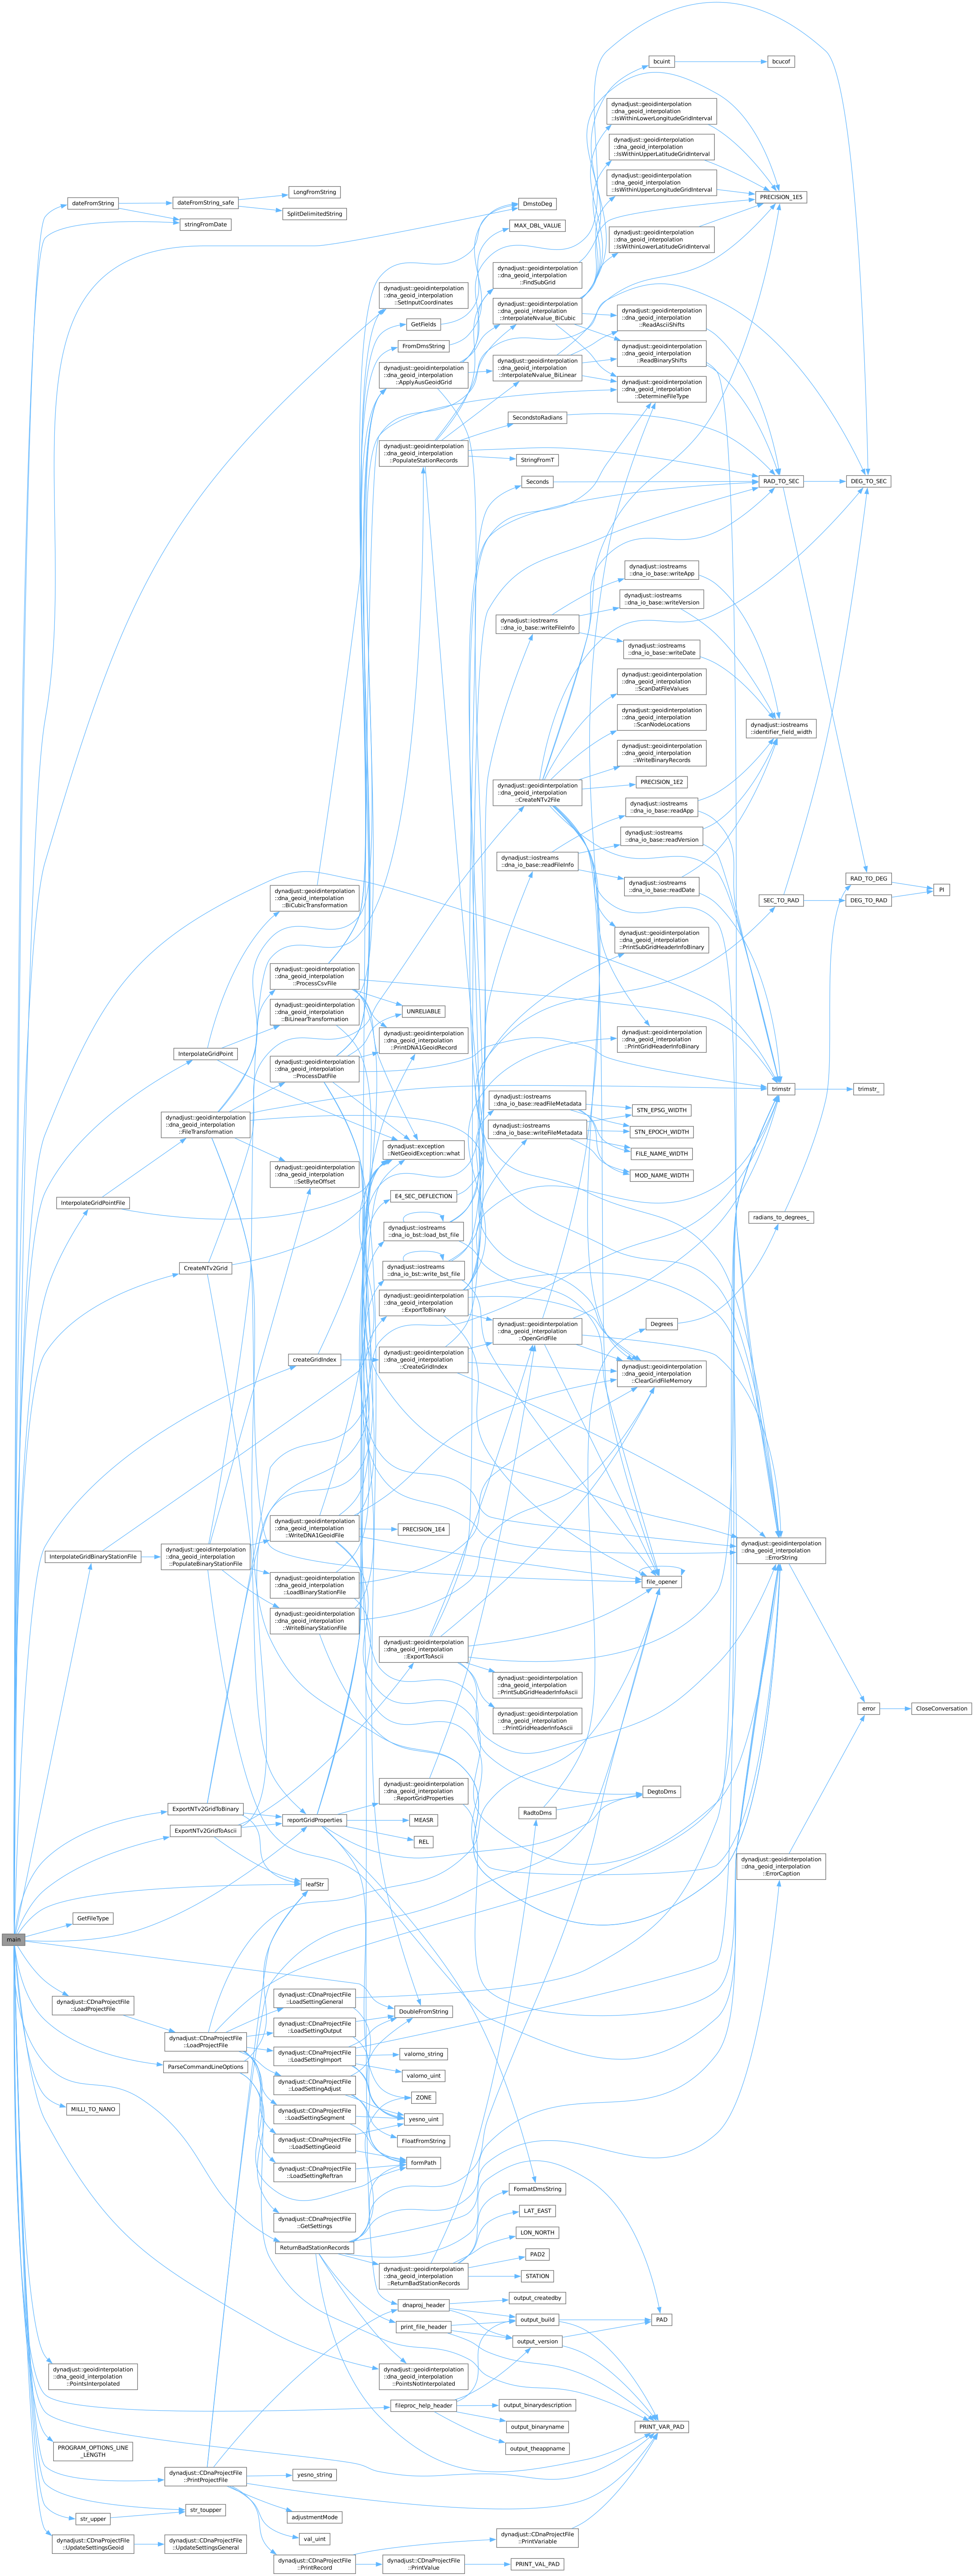 main
dateFromString
dateFromString_safe
stringFromDate
LongFromString
SplitDelimitedString
InterpolateGridPoint
dynadjust::geoidinterpolation
::dna_geoid_interpolation
::FileTransformation
InterpolateGridPointFile
CreateNTv2Grid
InterpolateGridBinaryStationFile
dynadjust::geoidinterpolation
::dna_geoid_interpolation
::PopulateBinaryStationFile
ExportNTv2GridToBinary
ExportNTv2GridToAscii
GetFileType
dynadjust::CDnaProjectFile
::LoadProjectFile
dynadjust::CDnaProjectFile
::LoadProjectFile
ParseCommandLineOptions
MILLI_TO_NANO
dynadjust::geoidinterpolation
::dna_geoid_interpolation
::PointsInterpolated
PROGRAM_OPTIONS_LINE
_LENGTH
dynadjust::CDnaProjectFile
::PrintProjectFile
str_upper
str_toupper
dynadjust::CDnaProjectFile
::UpdateSettingsGeoid
dynadjust::CDnaProjectFile
::UpdateSettingsGeneral
dynadjust::geoidinterpolation
::dna_geoid_interpolation
::BiCubicTransformation
dynadjust::geoidinterpolation
::dna_geoid_interpolation
::ProcessCsvFile
dynadjust::geoidinterpolation
::dna_geoid_interpolation
::BiLinearTransformation
dynadjust::geoidinterpolation
::dna_geoid_interpolation
::ProcessDatFile
dynadjust::geoidinterpolation
::dna_geoid_interpolation
::SetByteOffset
createGridIndex
dynadjust::geoidinterpolation
::dna_geoid_interpolation
::WriteDNA1GeoidFile
dynadjust::geoidinterpolation
::dna_geoid_interpolation
::LoadBinaryStationFile
dynadjust::geoidinterpolation
::dna_geoid_interpolation
::WriteBinaryStationFile
reportGridProperties
leafStr
dynadjust::CDnaProjectFile
::LoadSettingGeneral
dynadjust::CDnaProjectFile
::LoadSettingOutput
dynadjust::CDnaProjectFile
::LoadSettingImport
dynadjust::CDnaProjectFile
::LoadSettingAdjust
dynadjust::CDnaProjectFile
::LoadSettingSegment
dynadjust::CDnaProjectFile
::LoadSettingGeoid
dynadjust::CDnaProjectFile
::LoadSettingReftran
dynadjust::CDnaProjectFile
::GetSettings
ReturnBadStationRecords
yesno_string
adjustmentMode
val_uint
dynadjust::CDnaProjectFile
::PrintRecord
dynadjust::geoidinterpolation
::dna_geoid_interpolation
::SetInputCoordinates
GetFields
FromDmsString
dynadjust::geoidinterpolation
::dna_geoid_interpolation
::ApplyAusGeoidGrid
dynadjust::geoidinterpolation
::dna_geoid_interpolation
::PopulateStationRecords
UNRELIABLE
dynadjust::geoidinterpolation
::dna_geoid_interpolation
::PrintDNA1GeoidRecord
dynadjust::exception
::NetGeoidException::what
E4_SEC_DEFLECTION
dynadjust::iostreams
::dna_io_bst::load_bst_file
dynadjust::iostreams
::dna_io_bst::write_bst_file
dynadjust::geoidinterpolation
::dna_geoid_interpolation
::ExportToBinary
dynadjust::geoidinterpolation
::dna_geoid_interpolation
::CreateGridIndex
PRECISION_1E4
dynadjust::geoidinterpolation
::dna_geoid_interpolation
::ExportToAscii
dynadjust::geoidinterpolation
::dna_geoid_interpolation
::ReportGridProperties
MEASR
REL
DoubleFromString
valomo_string
valomo_uint
ZONE
yesno_uint
FloatFromString
formPath
dynadjust::geoidinterpolation
::dna_geoid_interpolation
::ReturnBadStationRecords
dnaproj_header
print_file_header
dynadjust::geoidinterpolation
::dna_geoid_interpolation
::PointsNotInterpolated
fileproc_help_header
dynadjust::CDnaProjectFile
::PrintValue
DmstoDeg
MAX_DBL_VALUE
dynadjust::geoidinterpolation
::dna_geoid_interpolation
::FindSubGrid
dynadjust::geoidinterpolation
::dna_geoid_interpolation
::InterpolateNvalue_BiCubic
dynadjust::geoidinterpolation
::dna_geoid_interpolation
::InterpolateNvalue_BiLinear
SecondstoRadians
StringFromT
Seconds
dynadjust::iostreams
::dna_io_base::writeFileInfo
dynadjust::geoidinterpolation
::dna_geoid_interpolation
::CreateNTv2File
dynadjust::iostreams
::dna_io_base::readFileInfo
dynadjust::iostreams
::dna_io_base::readFileMetadata
dynadjust::iostreams
::dna_io_base::writeFileMetadata
dynadjust::geoidinterpolation
::dna_geoid_interpolation
::OpenGridFile
dynadjust::geoidinterpolation
::dna_geoid_interpolation
::PrintSubGridHeaderInfoAscii
dynadjust::geoidinterpolation
::dna_geoid_interpolation
::PrintGridHeaderInfoAscii
RadtoDms
FormatDmsString
LAT_EAST
LON_NORTH
PAD2
STATION
output_createdby
output_build
output_version
output_binarydescription
output_binaryname
output_theappname
dynadjust::CDnaProjectFile
::PrintVariable
PRINT_VAL_PAD
bcuint
bcucof
dynadjust::geoidinterpolation
::dna_geoid_interpolation
::IsWithinLowerLongitudeGridInterval
dynadjust::geoidinterpolation
::dna_geoid_interpolation
::IsWithinUpperLatitudeGridInterval
dynadjust::geoidinterpolation
::dna_geoid_interpolation
::IsWithinUpperLongitudeGridInterval
dynadjust::geoidinterpolation
::dna_geoid_interpolation
::IsWithinLowerLatitudeGridInterval
dynadjust::geoidinterpolation
::dna_geoid_interpolation
::ReadAsciiShifts
dynadjust::geoidinterpolation
::dna_geoid_interpolation
::ReadBinaryShifts
dynadjust::geoidinterpolation
::dna_geoid_interpolation
::DetermineFileType
dynadjust::iostreams
::dna_io_base::writeApp
dynadjust::iostreams
::dna_io_base::writeVersion
dynadjust::iostreams
::dna_io_base::writeDate
dynadjust::geoidinterpolation
::dna_geoid_interpolation
::ScanDatFileValues
dynadjust::geoidinterpolation
::dna_geoid_interpolation
::ScanNodeLocations
dynadjust::geoidinterpolation
::dna_geoid_interpolation
::WriteBinaryRecords
PRECISION_1E2
dynadjust::iostreams
::dna_io_base::readApp
dynadjust::iostreams
::dna_io_base::readVersion
dynadjust::iostreams
::dna_io_base::readDate
dynadjust::geoidinterpolation
::dna_geoid_interpolation
::PrintSubGridHeaderInfoBinary
dynadjust::geoidinterpolation
::dna_geoid_interpolation
::PrintGridHeaderInfoBinary
STN_EPSG_WIDTH
STN_EPOCH_WIDTH
FILE_NAME_WIDTH
MOD_NAME_WIDTH
Degrees
dynadjust::geoidinterpolation
::dna_geoid_interpolation
::ClearGridFileMemory
file_opener
DegtoDms
PAD
PRINT_VAR_PAD
PRECISION_1E5
RAD_TO_SEC
DEG_TO_SEC
dynadjust::iostreams
::identifier_field_width
SEC_TO_RAD
RAD_TO_DEG
DEG_TO_RAD
PI
trimstr
trimstr_
radians_to_degrees_
dynadjust::geoidinterpolation
::dna_geoid_interpolation
::ErrorString
error
CloseConversation
dynadjust::geoidinterpolation
::dna_geoid_interpolation
::ErrorCaption